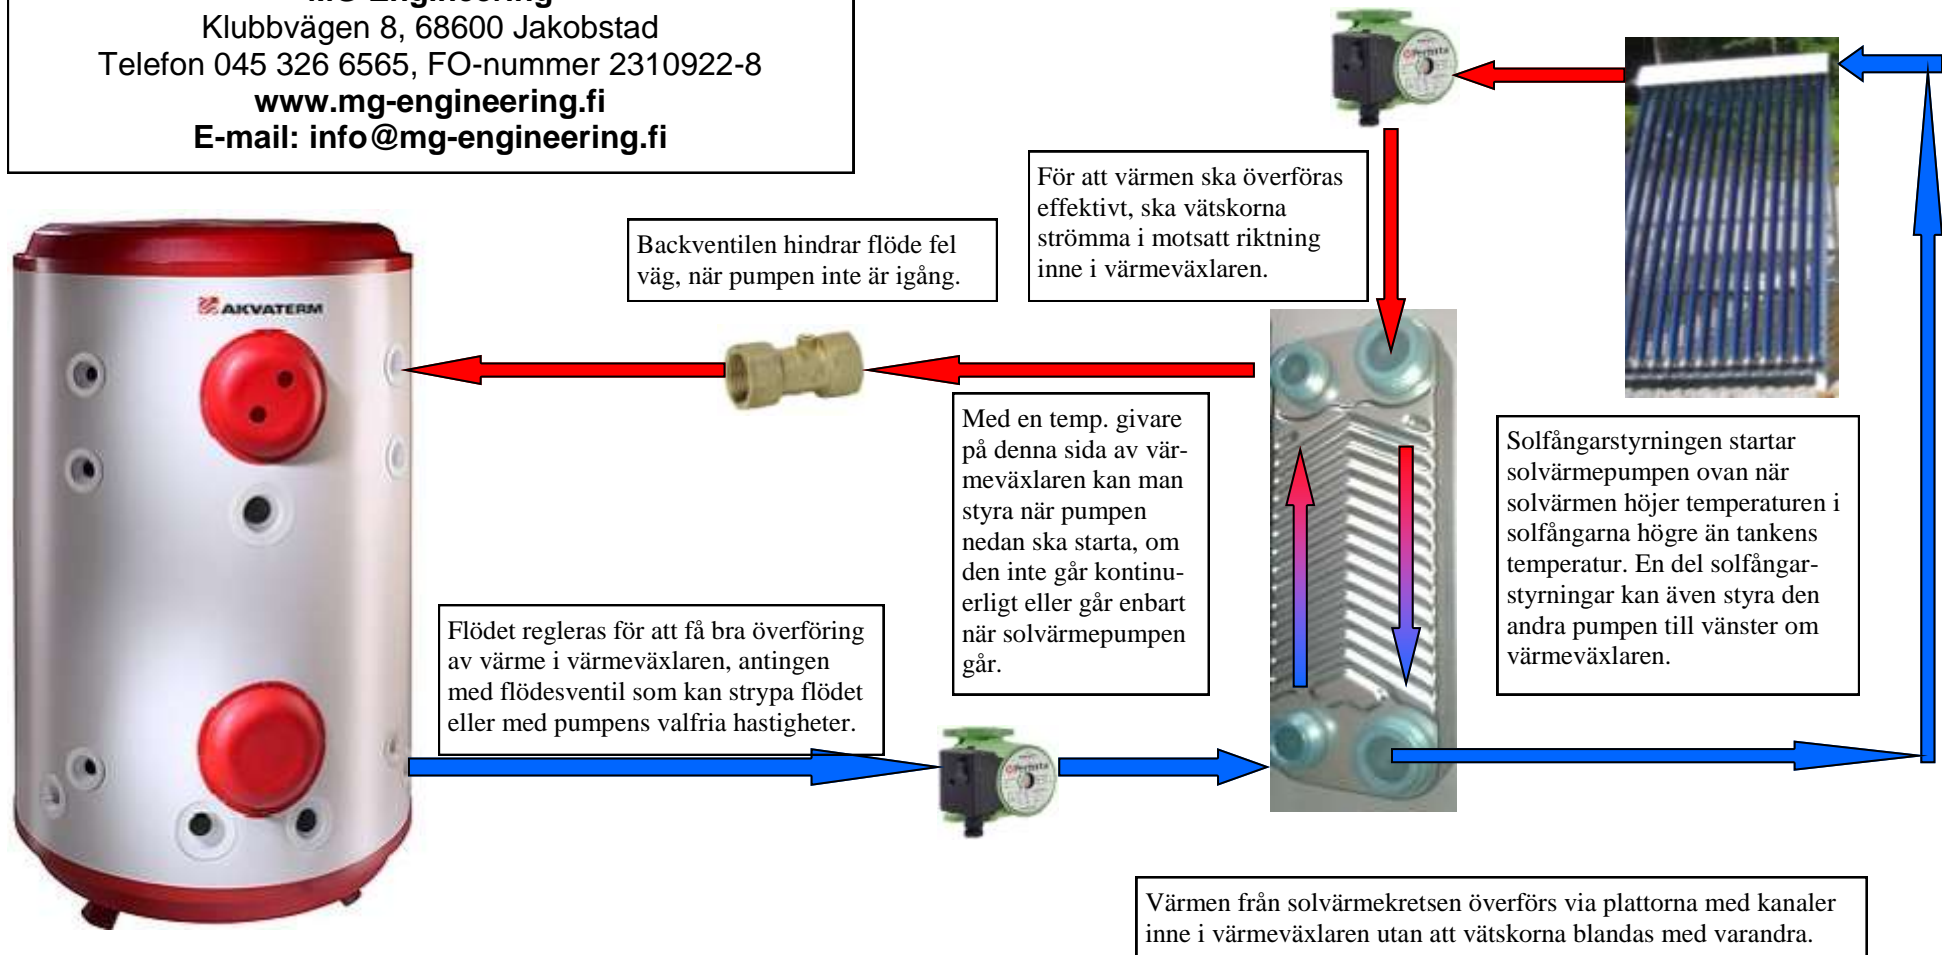 MG Engineering
Klubbvägen 8, 68600 Jakobstad
Telefon 045 326 6565, FO-nummer 2310922-8
www.mg-engineering.fi
E-mail: info@mg-engineering.fi
För att värmen ska överföras
effektivt, ska vätskorna
strömma i motsatt riktning
inne i värmeväxlaren.
Backventilen hindrar flöde fel
väg, när pumpen inte är igång.
AKVATERM
Med en temp. givare
på denna sida av vär-
meväxlaren kan man
styra när pumpen
nedan ska starta, om
den inte går kontinu-
erligt eller går enbart
när solvärmepumpen
går.
Solfångarstyrningen startar
solvärmepumpen ovan när
solvärmen höjer temperaturen i
solfångarna högre än tankens
temperatur. En del solfångar-
styrningar kan även styra den
andra pumpen till vänster om
värmeväxlaren.
Flödet regleras för att få bra överföring
av värme i värmeväxlaren, antingen
med flödesventil som kan strypa flödet
eller med pumpens valfria hastigheter.
Värmen från solvärmekretsen överförs via plattorna med kanaler
inne i värmeväxlaren utan att vätskorna blandas med varandra.